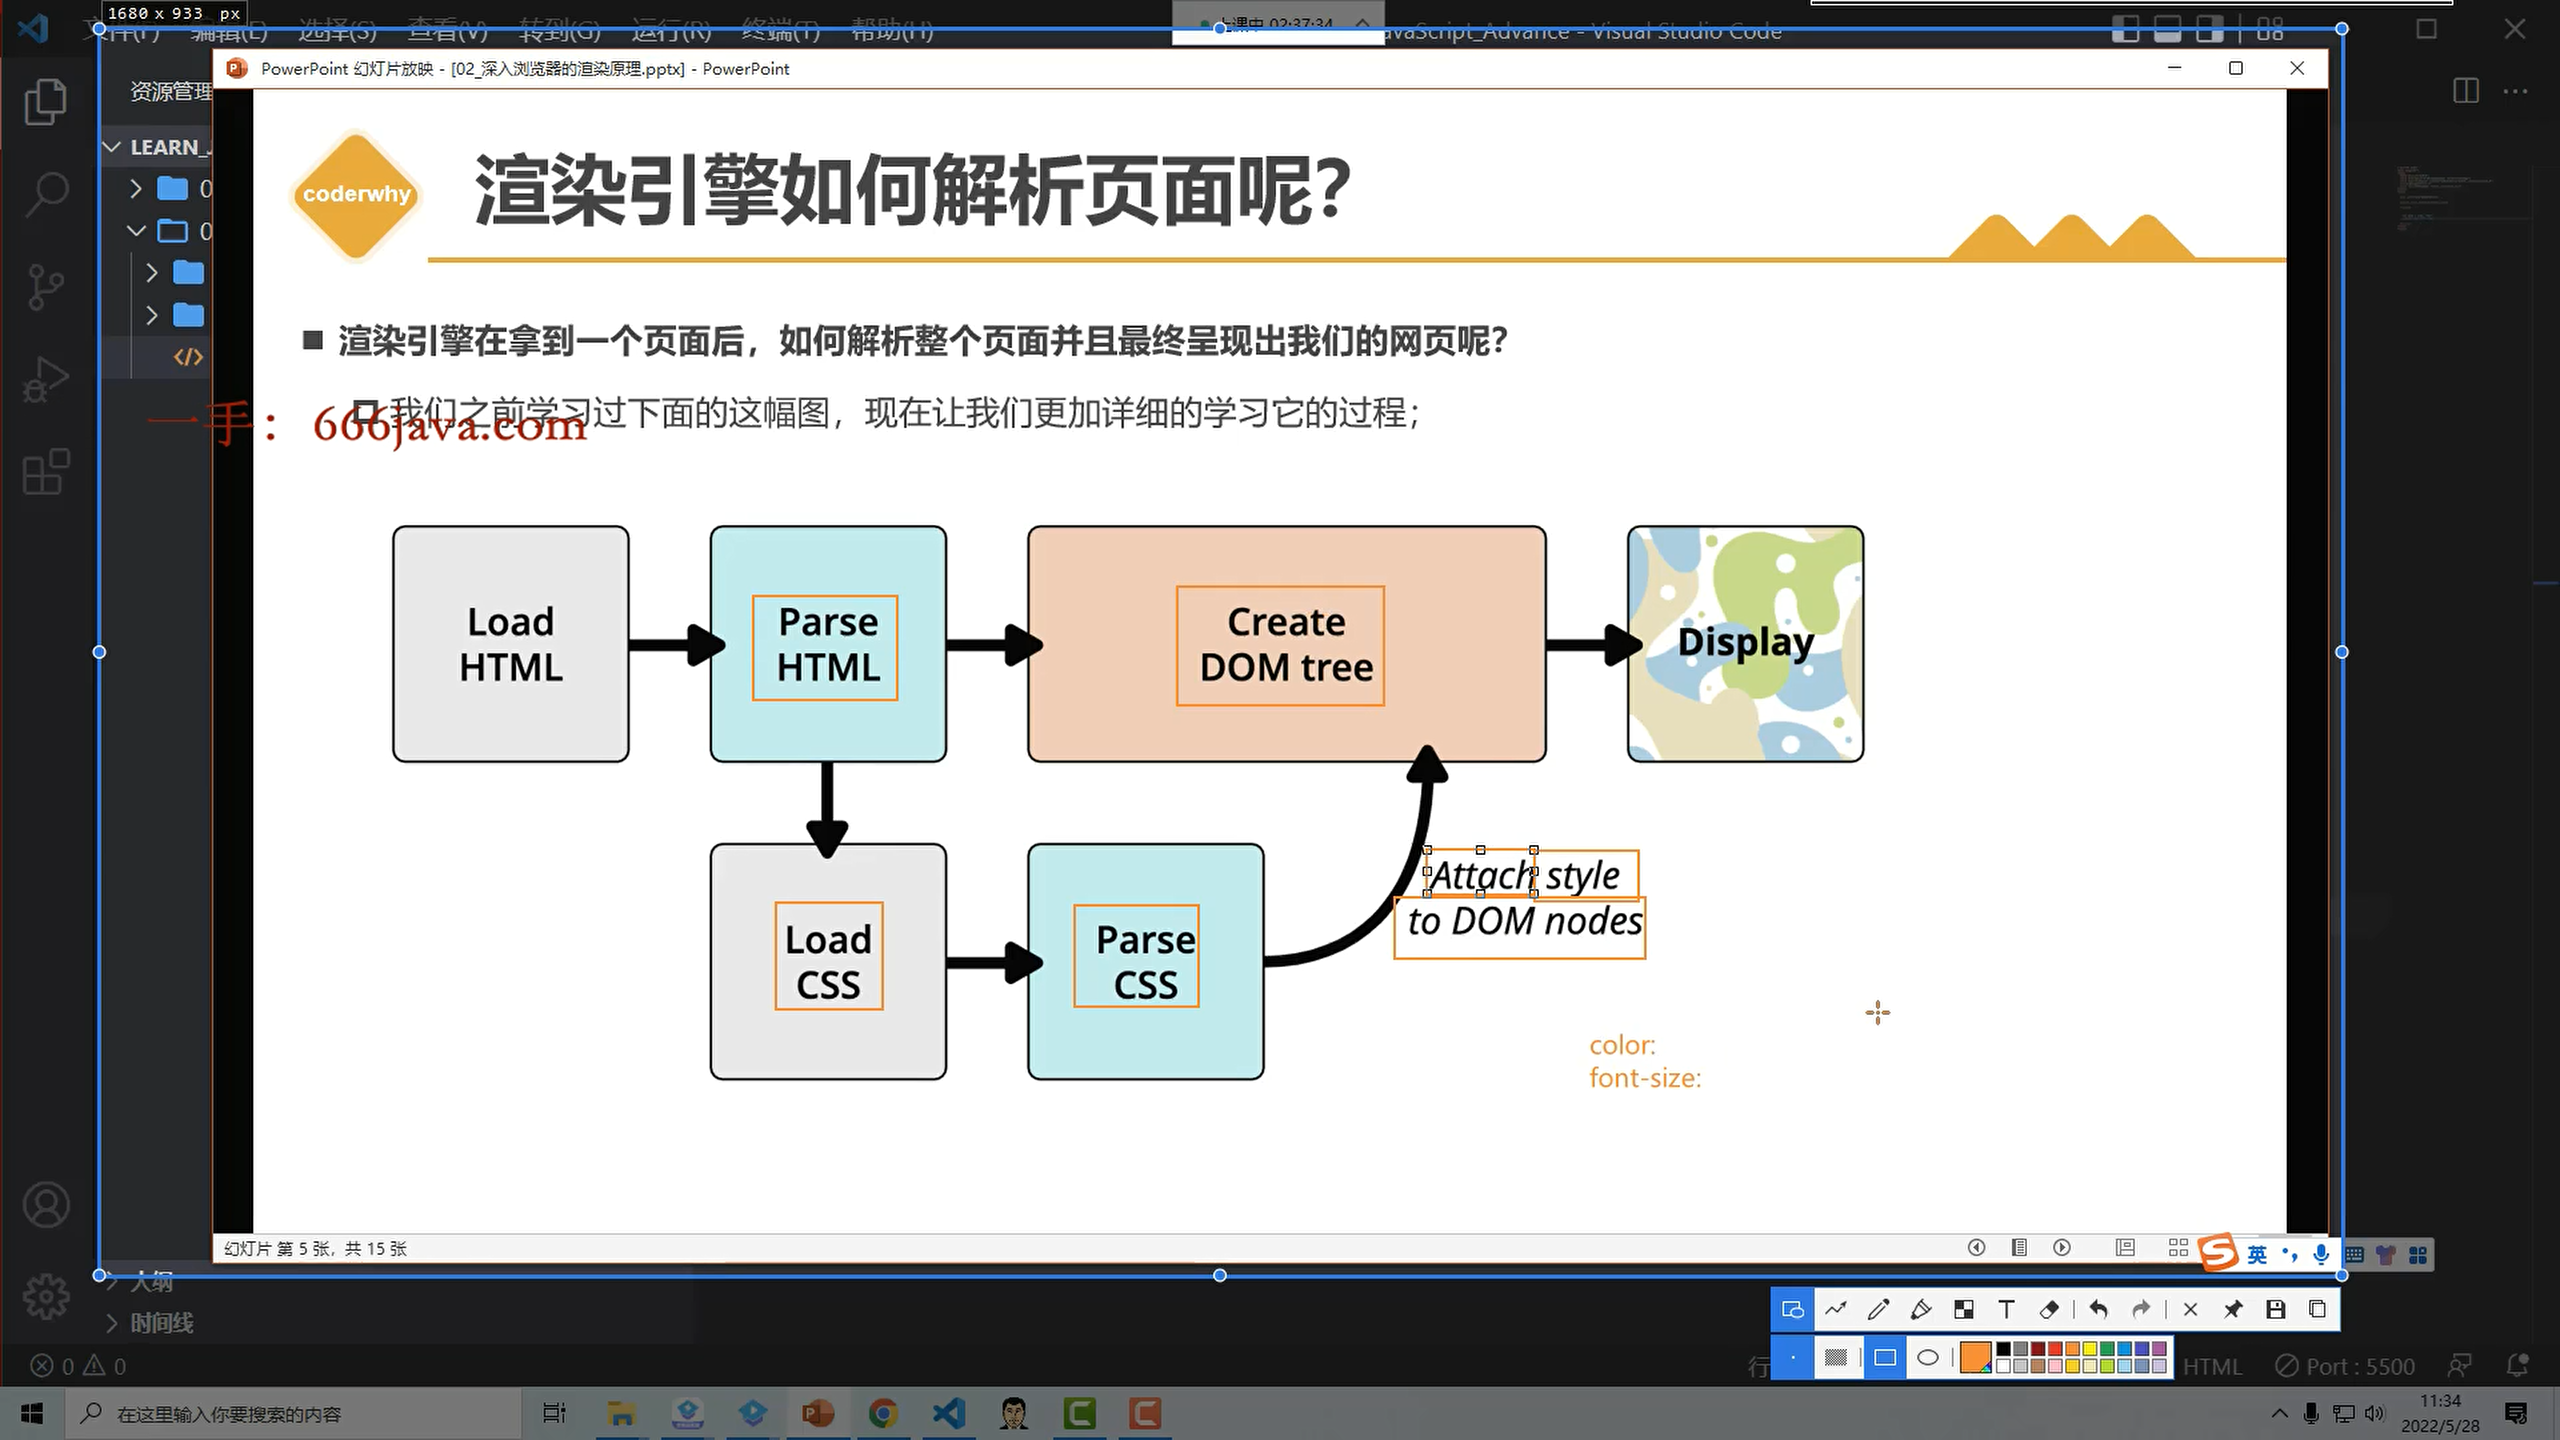 1680 x 933 px
文件(F) 编辑(E) 选择(S) 查看(V) 转到(G) 运行(R) 终端(T) 帮助(H)
上课中 02:37:34
avaScript_Advance - Visual Studio Code
PowerPoint 幻灯片放映 - [02_深入浏览器的渲染原理.pptx] - PowerPoint
资源管理
LEARN_J
0
0
coderwhy
渲染引擎如何解析页面呢？
渲染引擎在拿到一个页面后，如何解析整个页面并且最终呈现出我们的网页呢？
我们之前学习过下面的这幅图，现在让我们更加详细的学习它的过程；
一手： 666java.com
Load
HTML
Parse
HTML
Create
DOM tree
Display
Load
CSS
Parse
CSS
Attach style
to DOM nodes
color:
font-size:
幻灯片 第 5 张，共 15 张
英
大纲
时间线
0 0
行
HTML
Port : 5500
在这里输入你要搜索的内容
11:34
2022/5/28